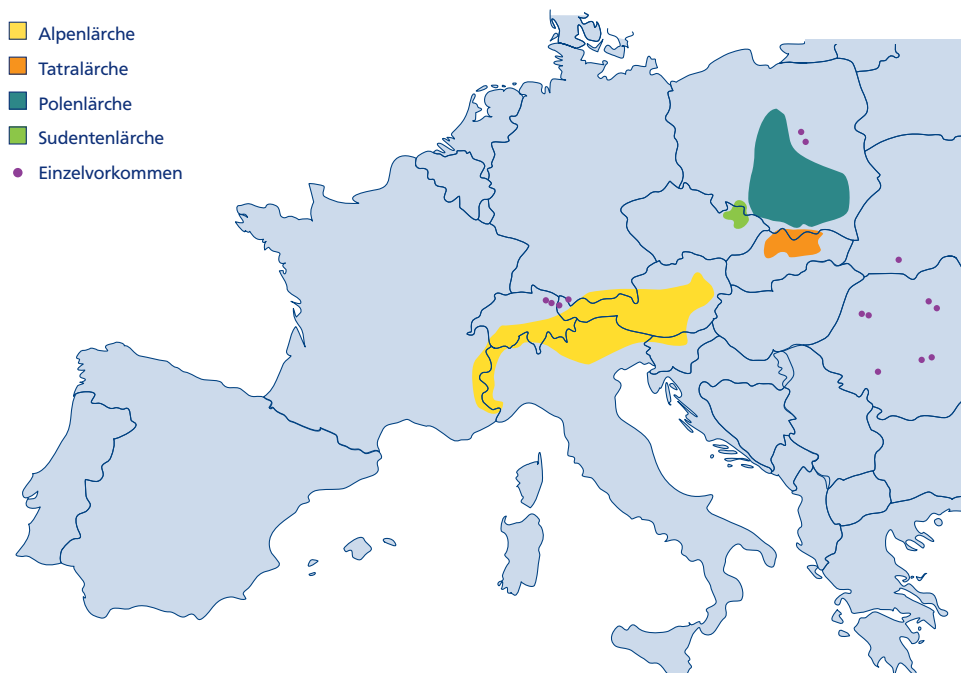 Alpenlärche
Tatralärche
Polenlärche
Sudentenlärche
Einzelvorkommen